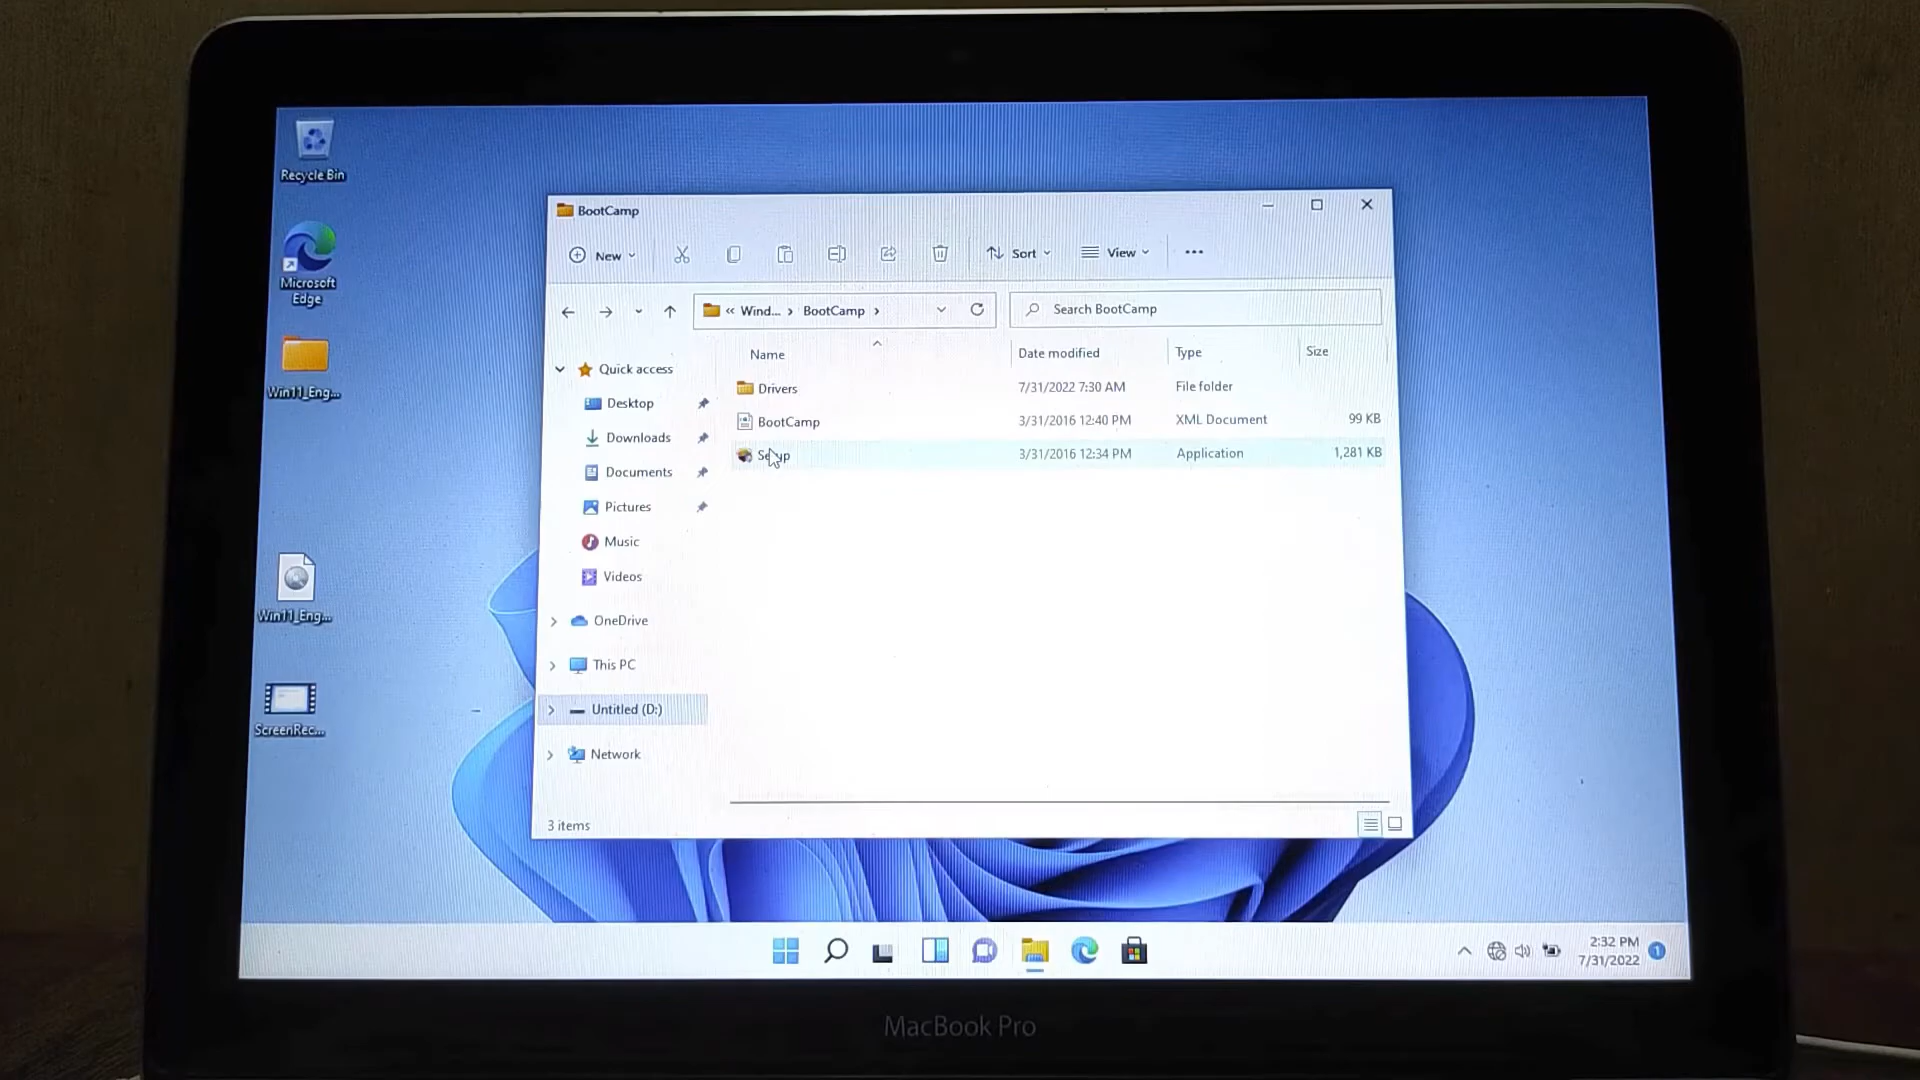 Recycle Bin
Microsoft
Edge
Win11_Eng...
Win11_Eng...
ScreenRec...
BootCamp
New
Sort
View
« Wind... › BootCamp ›
Search BootCamp
Name
Date modified
Type
Size
Drivers
7/31/2022 7:30 AM
File folder
BootCamp
3/31/2016 12:40 PM
XML Document
99 KB
Setup
3/31/2016 12:34 PM
Application
1,281 KB
Quick access
Desktop
Downloads
Documents
Pictures
Music
Videos
OneDrive
This PC
Untitled (D:)
Network
3 items
2:32 PM
7/31/2022
1
MacBook Pro